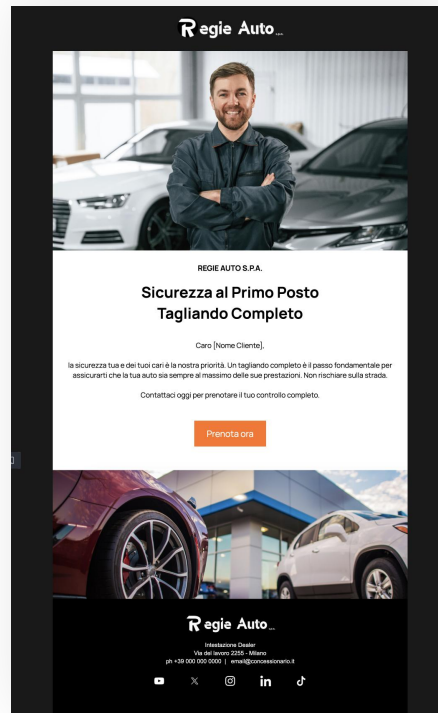 Regie Auto
REGIE AUTO S.P.A.
Sicurezza al Primo Posto
Tagliando Completo
Caro [Nome Cliente],
la sicurezza tua e dei tuoi cari è la nostra priorità. Un tagliando completo è il passo fondamentale per
assicurarti che la tua auto sia sempre al massimo delle sue prestazioni. Non rischiare sulla strada.
Contattaci oggi per prenotare il tuo controllo completo.
Prenota ora
Regie Auto
Intestazione Dealer
Via del lavoro 2255 - Milano
ph +39 000 000 0000 | email@concessionario.it